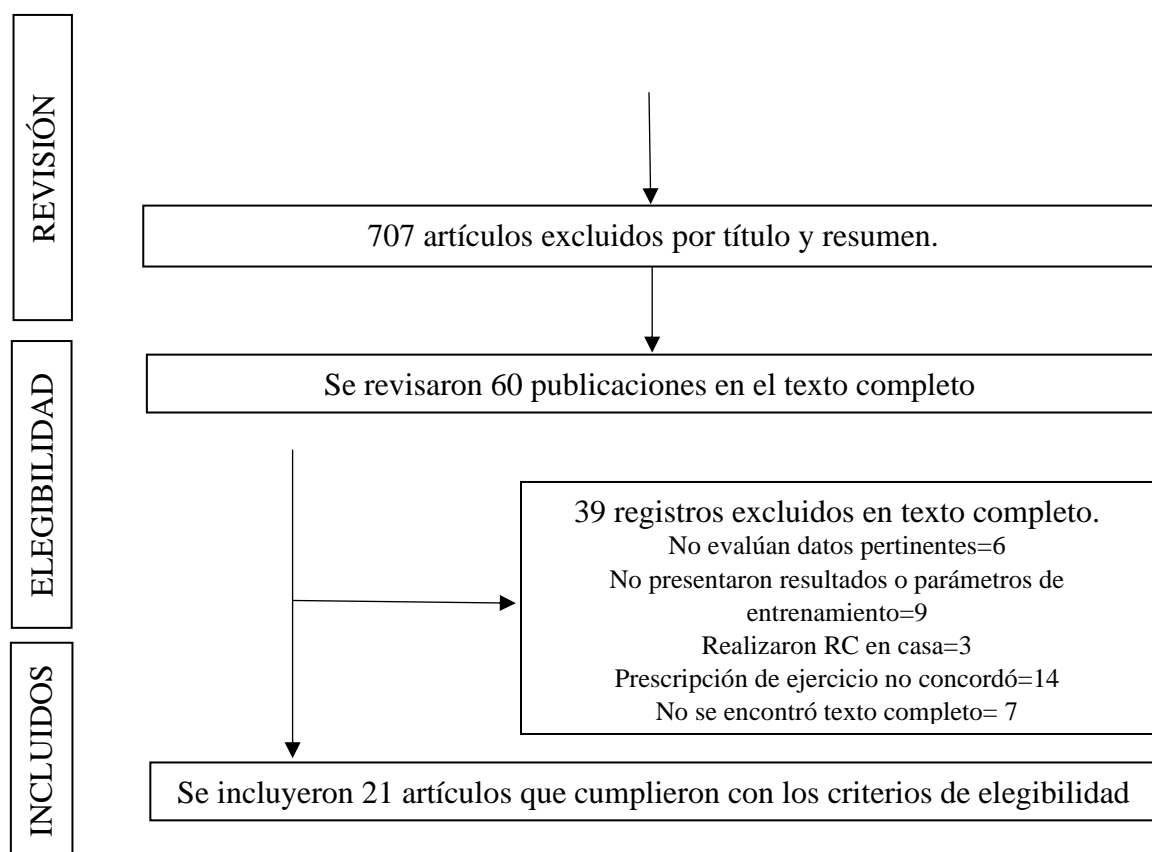 REVISIÓN
707 artículos excluidos por título y resumen.
ELEGIBILIDAD
Se revisaron 60 publicaciones en el texto completo
39 registros excluidos en texto completo.
No evalúan datos pertinentes=6
No presentaron resultados o parámetros de
entrenamiento=9
Realizaron RC en casa=3
Prescripción de ejercicio no concordó=14
No se encontró texto completo= 7
INCLUIDOS
Se incluyeron 21 artículos que cumplieron con los criterios de elegibilidad